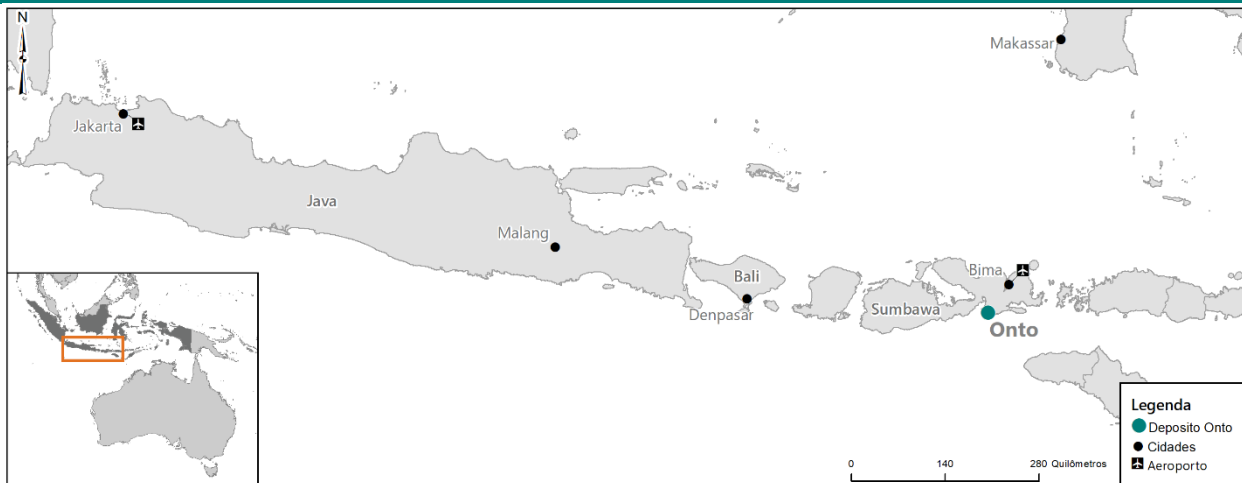 N
Makassar
Jakarta
Java
Malang
Bali
Bima
Denpasar
Sumbawa
Onto
Legenda
Deposito Onto
Cidades
Aeroporto
0 140 280 Quilômetros